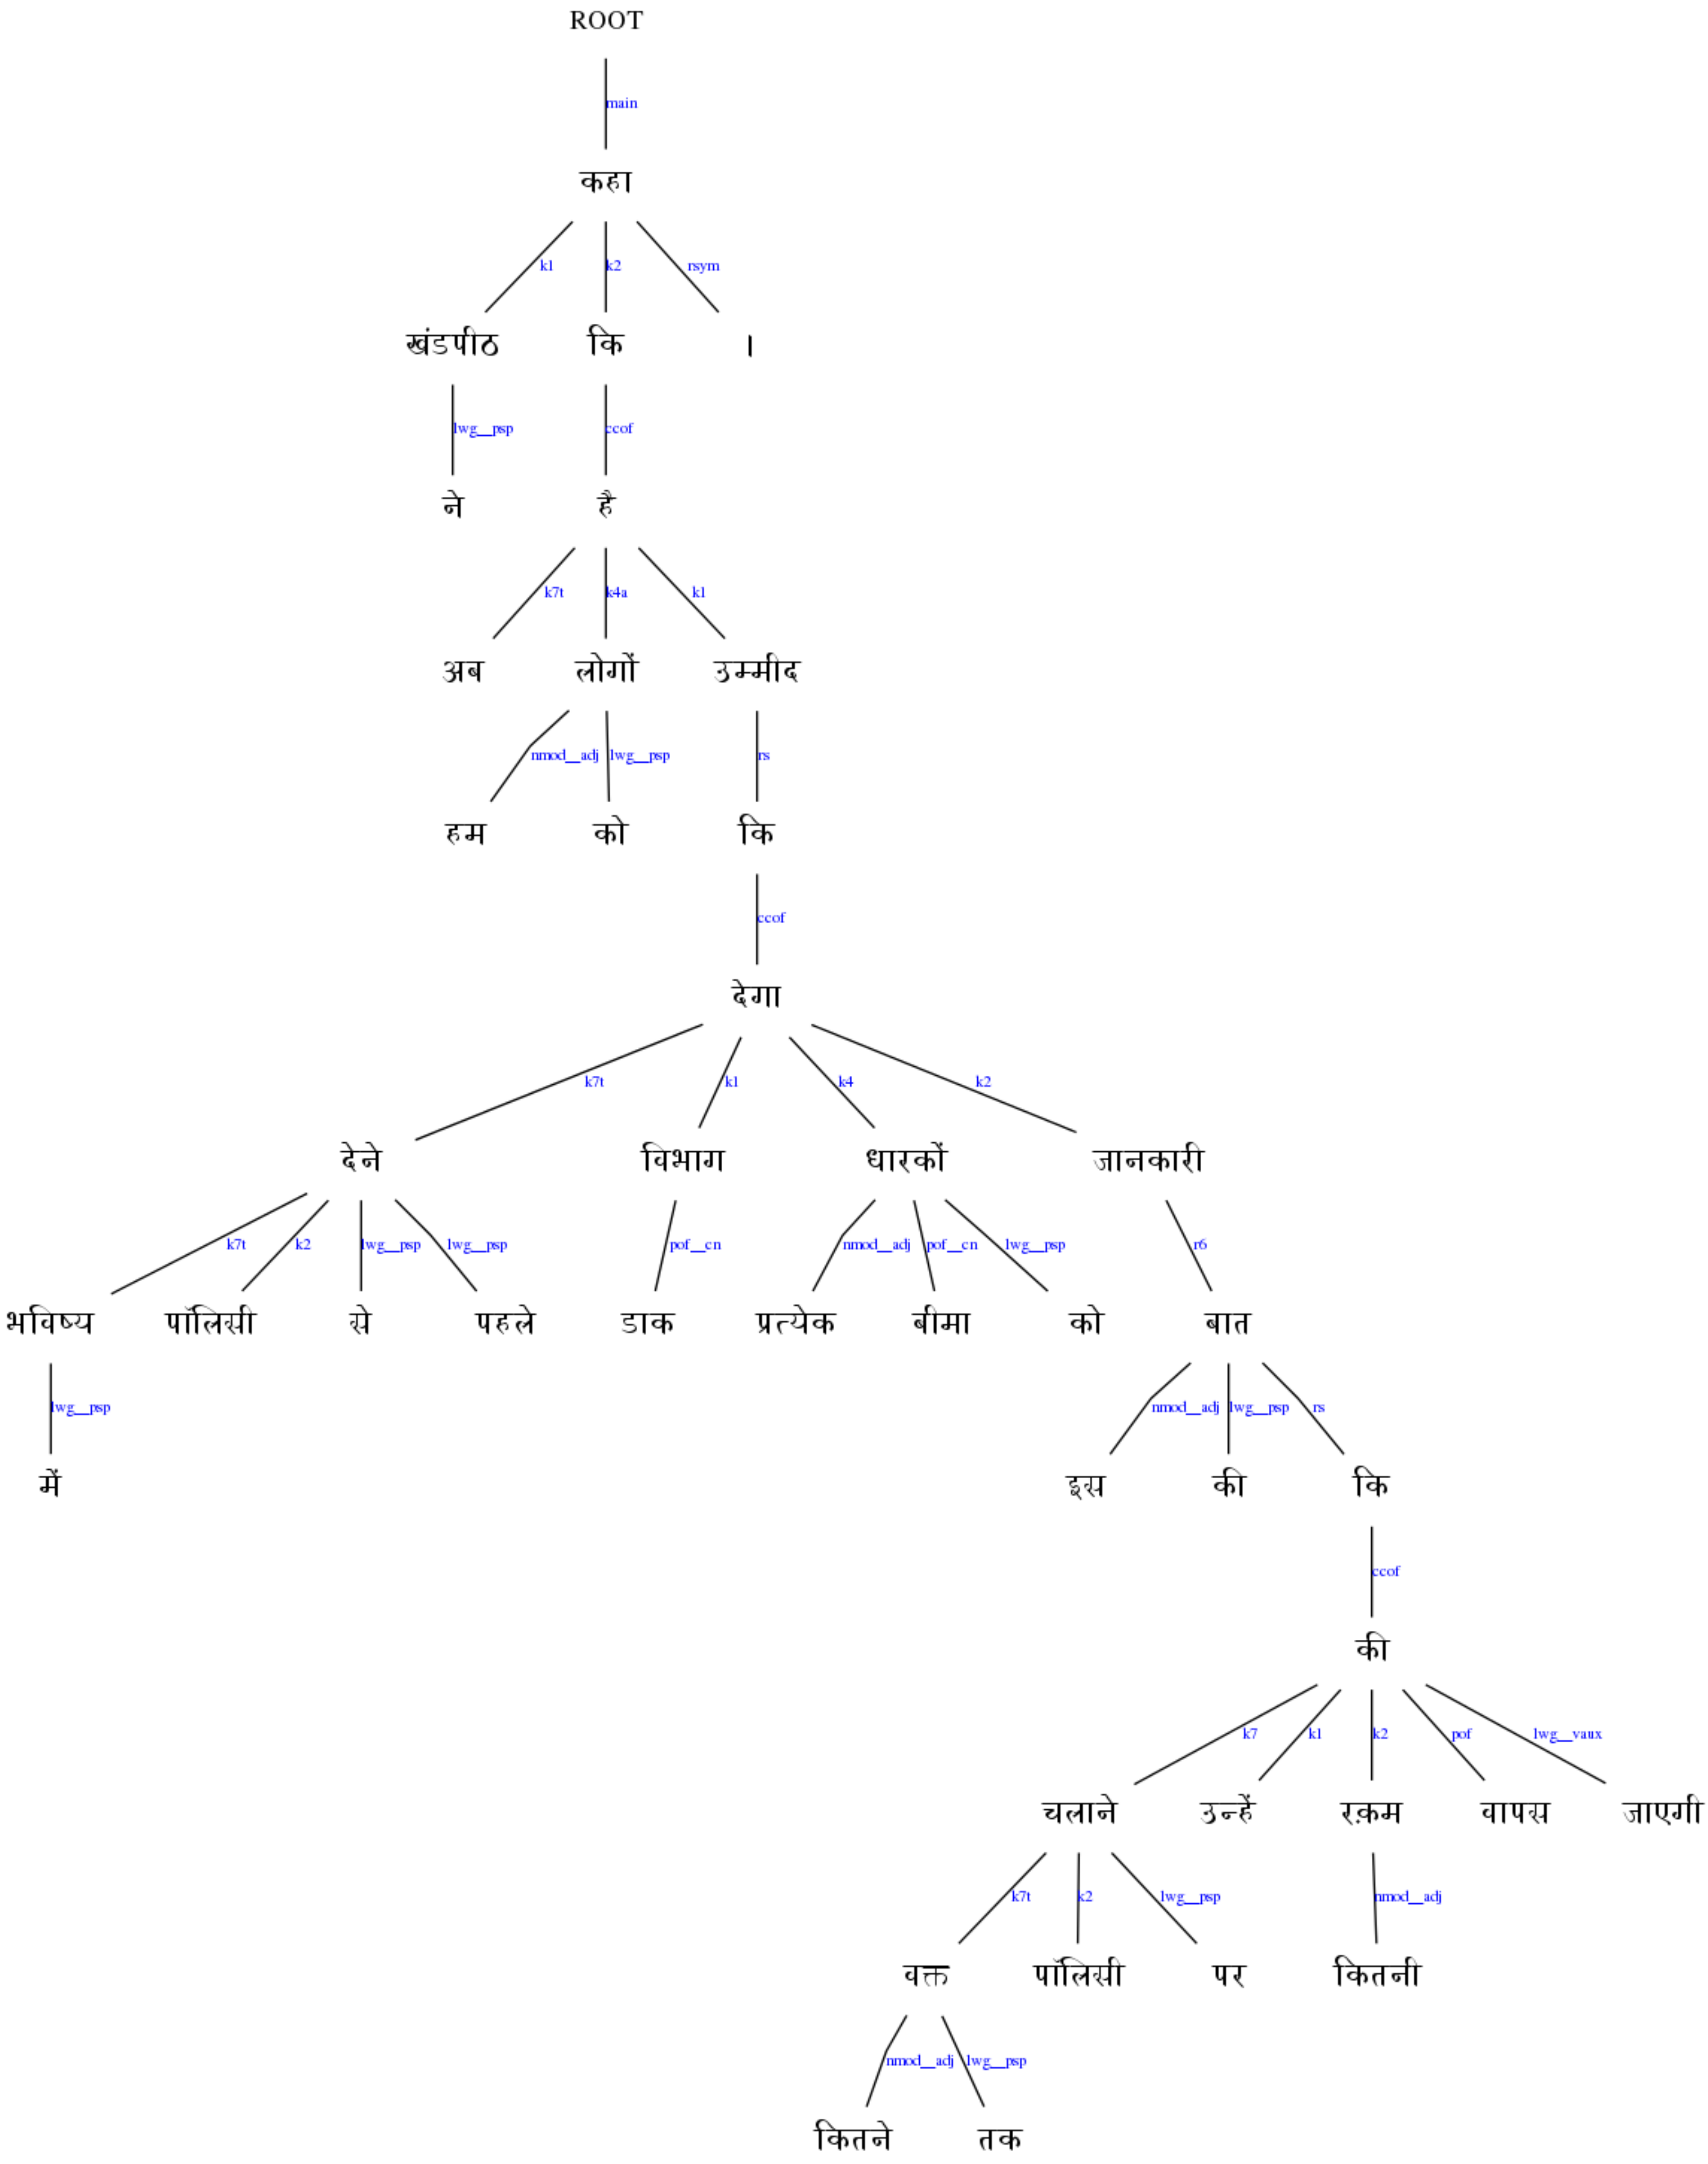 ROOT
main
कहा
k1 k2 rsym
खंडपीठ कि ।
lwg__psp ccof
ने है
k7t k4a k1
अब लोगों उम्मीद
nmod__adj lwg__psp rs
हम को कि
ccof
देगा
k7t k1 k4 k2
देने विभाग धारकों जानकारी
k7t k2 lwg__psp lwg__psp pof__cn nmod__adj pof__cn lwg__psp r6
भविष्य पॉलिसी से पहले डाक प्रत्येक बीमा को बात
lwg__psp nmod__adj lwg__psp rs
में इस की कि
ccof
की
k7 k1 k2 pof lwg__vaux
चलाने उन्हें रक़म वापस जाएगी
k7t k2 lwg__psp nmod__adj
वक्त पॉलिसी पर कितनी
nmod__adj lwg__psp
कितने तक